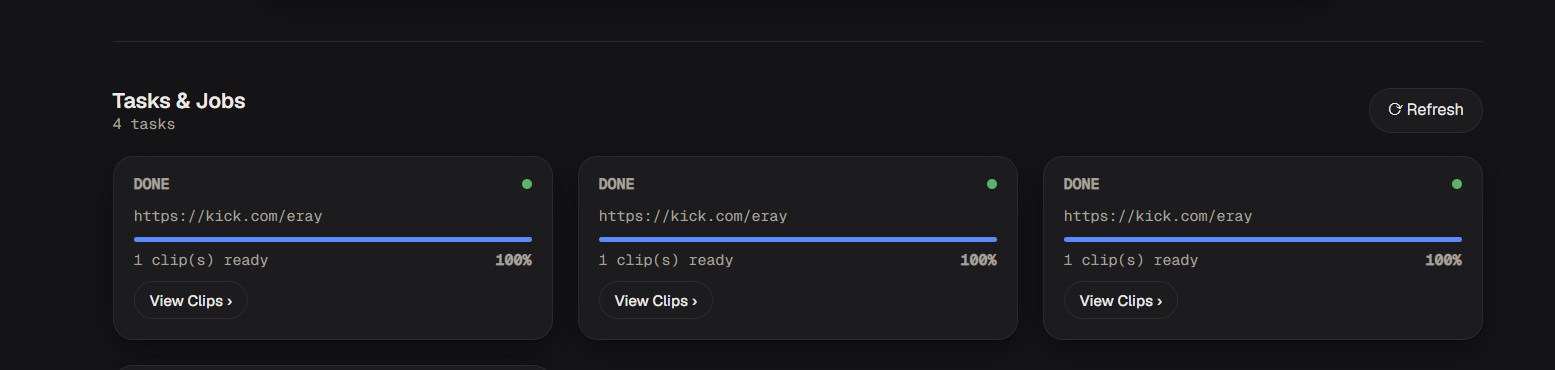 Tasks & Jobs
4 tasks
Refresh
DONE
https://kick.com/eray
1 clip(s) ready 100%
View Clips ›
DONE
https://kick.com/eray
1 clip(s) ready 100%
View Clips ›
DONE
https://kick.com/eray
1 clip(s) ready 100%
View Clips ›